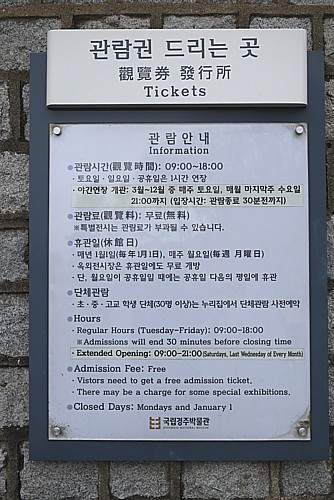 관람권 드리는 곳
觀覽券 發行所
Tickets
관 람 안 내
Information
관람시간(觀覽時間): 09:00~18:00
· 토요일 · 일요일 · 공휴일은 1시간 연장
· 야간연장 개관: 3월~12월 중 매주 토요일, 매월 마지막주 수요일
21:00까지 (입장시간: 관람종료 30분전까지)
관람료(觀覽料): 무료(無料)
※특별전시는 관람료가 부과될 수 있습니다.
휴관일(休館日)
· 매년 1월1일(每年1月1日), 매주 월요일(每週 月曜日)
· 옥외전시장은 휴관일에도 무료 개방
· 단, 월요일이 공휴일일 때에는 공휴일 다음의 평일에 휴관
단체관람
· 초 · 중 · 고교 학생 단체(30명 이상)는 누리집에서 단체관람 사전예약
Hours
· Regular Hours (Tuesday-Friday): 09:00-18:00
※Admissions will end 30 minutes before closing time
· Extended Opening: 09:00-21:00(Saturdays, Last Wednesday of Every Month)
Admission Fee: Free
· Vistors need to get a free admission ticket.
· There may be a charge for some special exhibitions.
Closed Days: Mondays and January 1
국립경주박물관
GYEONGJU NATIONAL MUSEUM